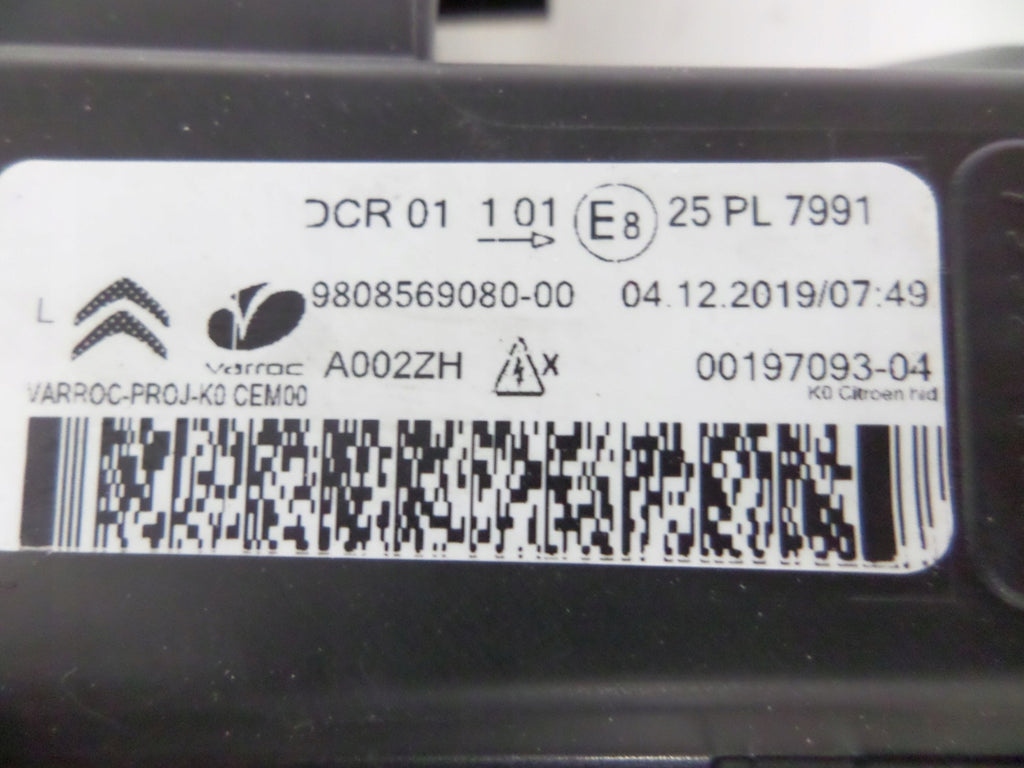 DCR 01 1 01 E8 25 PL 7991
L 9808569080-00 04.12.2019/07:49
varroc A002ZH X 00197093-04
VARROC-PROJ-K0 CEM00 K0 Citroen hid